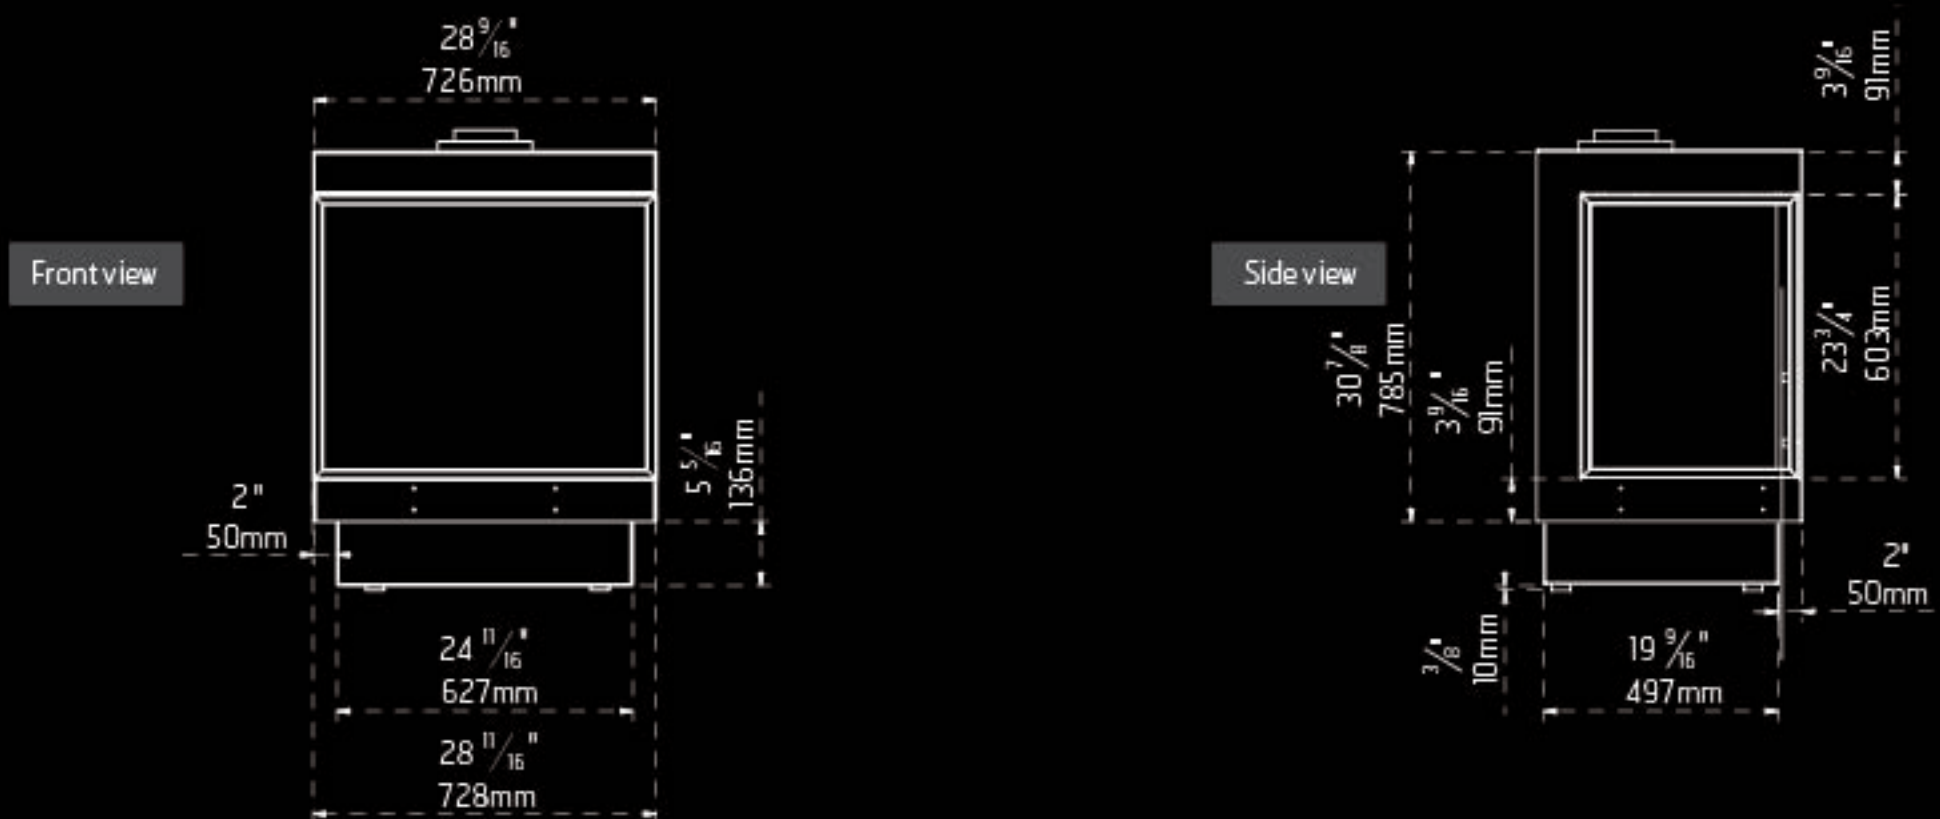 28 9/16"
726mm
Front view
2"
50mm
5 5/16"
136mm
24 11/16"
627mm
28 11/16"
728mm
3 9/16"
91mm
Side view
30 7/8"
785mm
3 9/16"
91mm
23 3/4"
603mm
2"
50mm
3/8"
10mm
19 9/16"
497mm